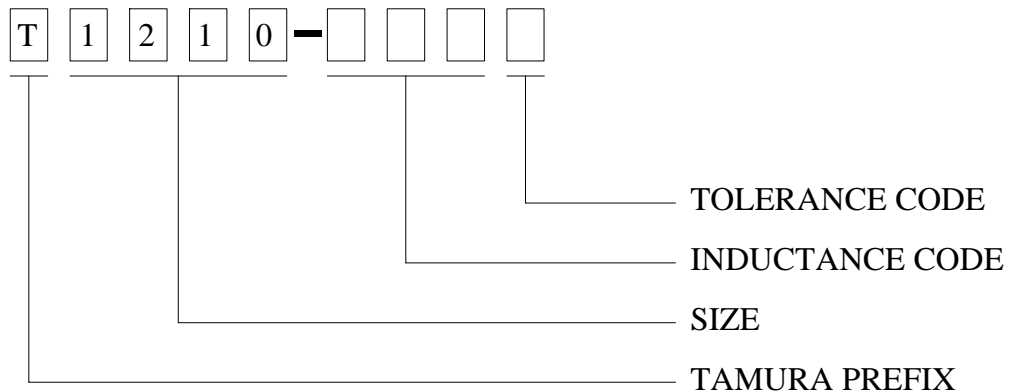 T 1 2 1 0 -
TOLERANCE CODE
INDUCTANCE CODE
SIZE
TAMURA PREFIX